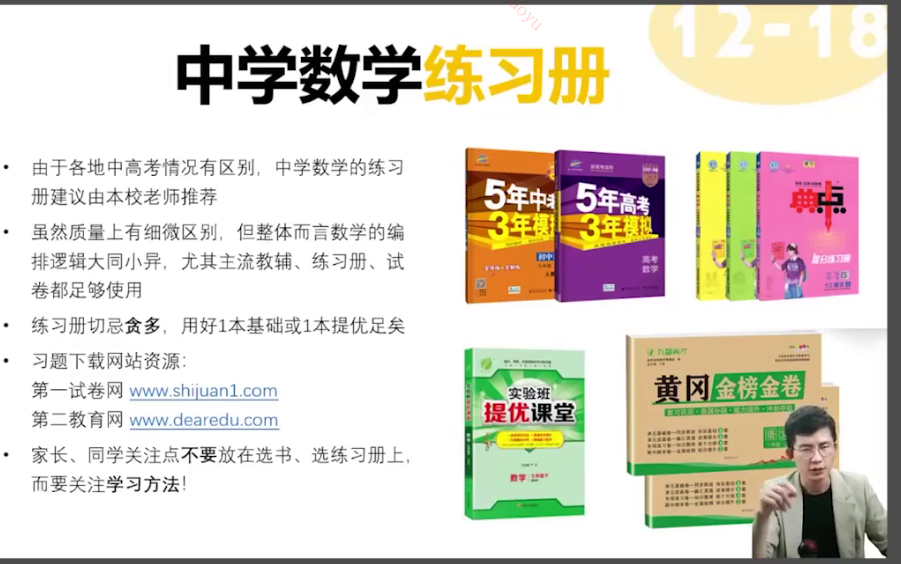 12-18
中学数学练习册
• 由于各地中高考情况有区别，中学数学的练习
册建议由本校老师推荐
• 虽然质量上有细微区别，但整体而言数学的编
排逻辑大同小异，尤其主流教辅、练习册、试
卷都足够使用
• 练习册切忌贪多，用好1本基础或1本提优足矣
• 习题下载网站资源：
第一试卷网 www.shijuan1.com
第二教育网 www.dearedu.com
• 家长、同学关注点不要放在选书、选练习册上，
而要关注学习方法！
5年中考
3年模拟
5年高考
3年模拟
高考
数学
典中点
实验班
提优课堂
数学 七年级下
黄冈金榜金卷